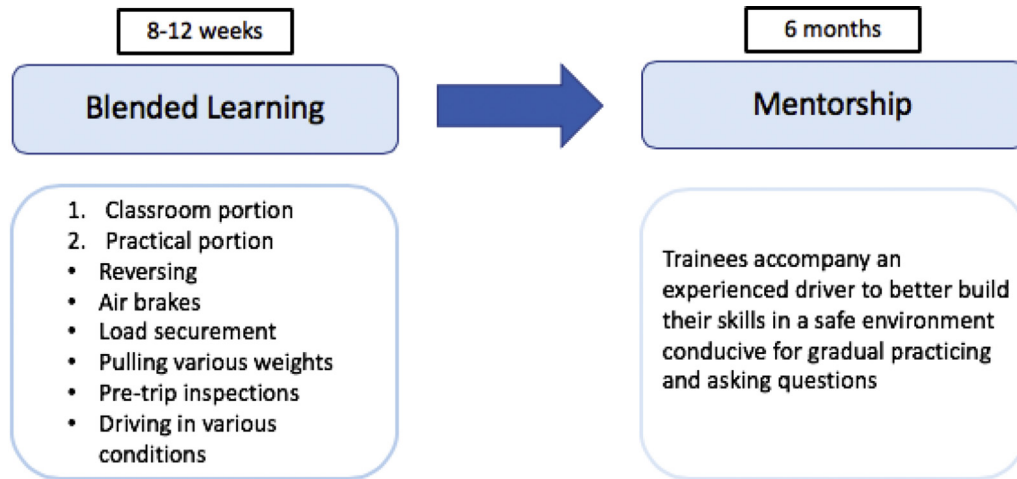 8-12 weeks
Blended Learning
1. Classroom portion
2. Practical portion
• Reversing
• Air brakes
• Load securement
• Pulling various weights
• Pre-trip inspections
• Driving in various
conditions
6 months
Mentorship
Trainees accompany an
experienced driver to better build
their skills in a safe environment
conducive for gradual practicing
and asking questions